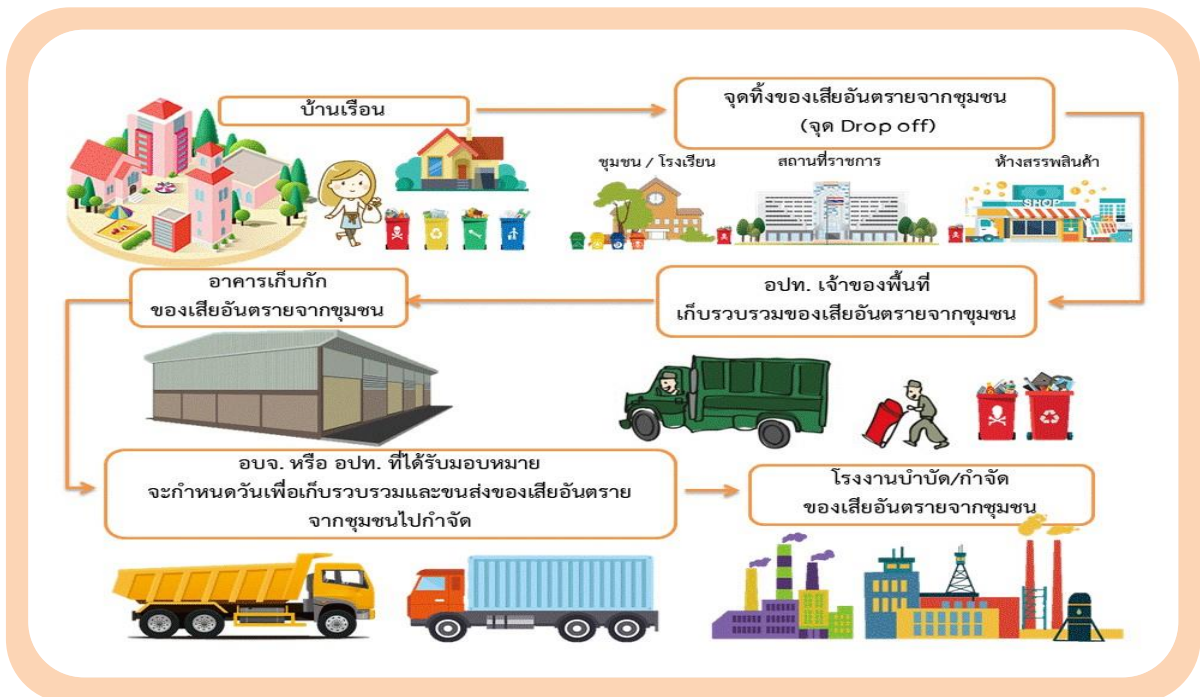 บ้านเรือน
จุดทิ้งของเสียอันตรายจากชุมชน
(จุด Drop off)
ชุมชน / โรงเรียน
สถานที่ราชการ
ห้างสรรพสินค้า
SHOP
อาคารเก็บกัก
ของเสียอันตรายจากชุมชน
อปท. เจ้าของพื้นที่
เก็บรวบรวมของเสียอันตรายจากชุมชน
อบจ. หรือ อปท. ที่ได้รับมอบหมาย
จะกำหนดวันเพื่อเก็บรวบรวมและขนส่งของเสียอันตราย
จากชุมชนไปกำจัด
โรงงานบำบัด/กำจัด
ของเสียอันตรายจากชุมชน